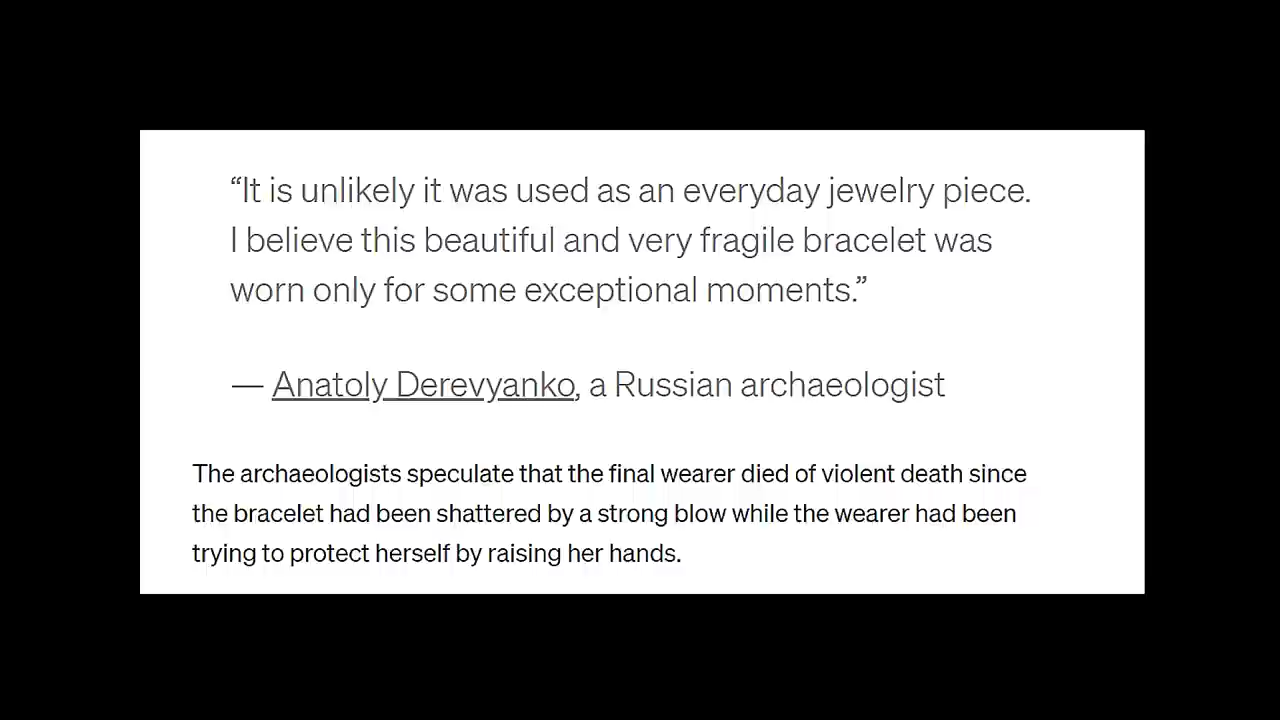 “It is unlikely it was used as an everyday jewelry piece.
I believe this beautiful and very fragile bracelet was
worn only for some exceptional moments.”
— Anatoly Derevyanko, a Russian archaeologist
The archaeologists speculate that the final wearer died of violent death since
the bracelet had been shattered by a strong blow while the wearer had been
trying to protect herself by raising her hands.